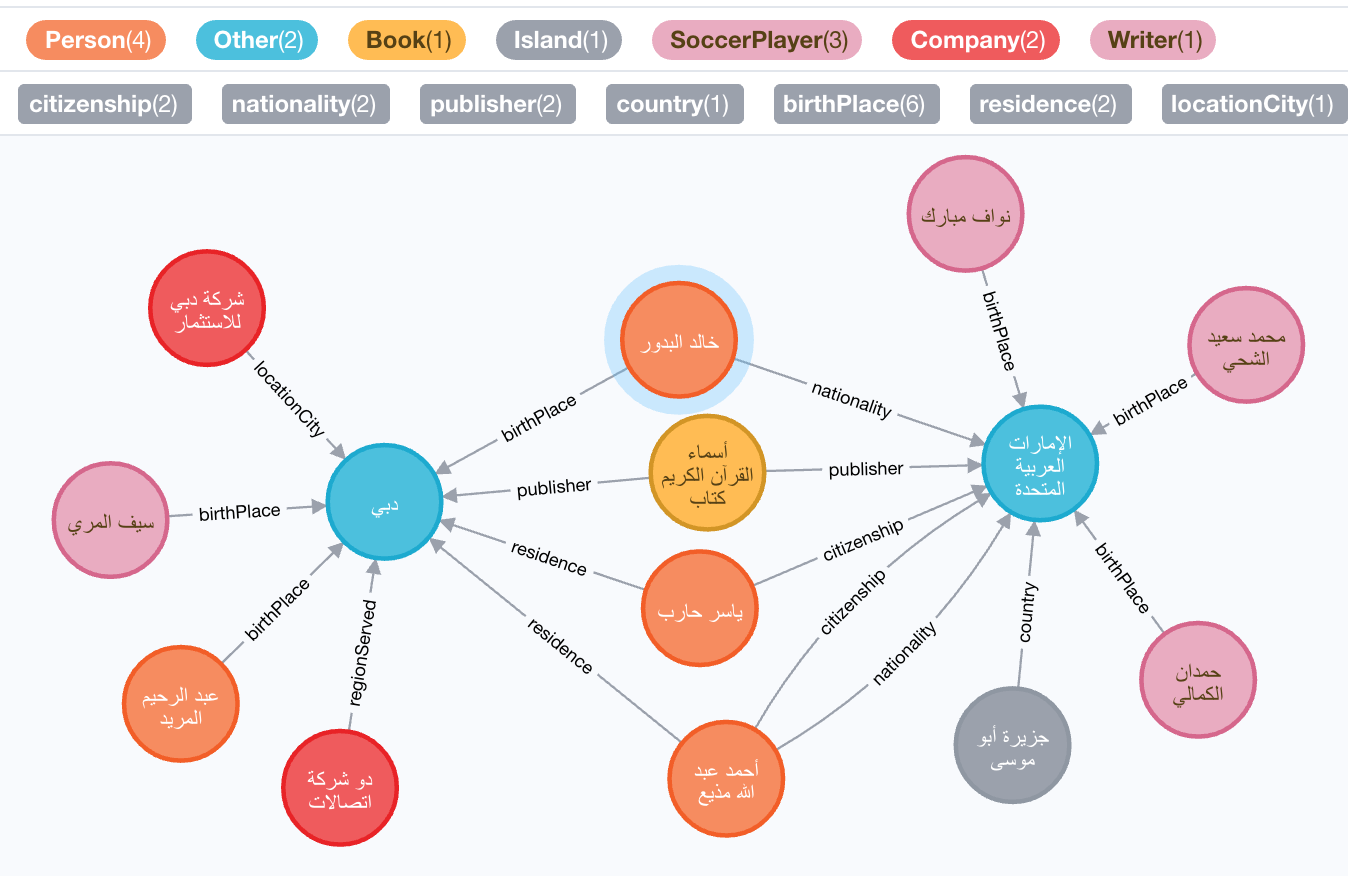 Person(4) Other(2) Book(1) Island(1) SoccerPlayer(3) Company(2) Writer(1)
citizenship(2) nationality(2) publisher(2) country(1) birthPlace(6) residence(2) locationCity(1)
نواف مبارك
birthPlace
شركة دبي
للاستثمار
locationCity
خالد البدور
birthPlace
nationality
محمد سعيد
الشحي
birthPlace
أسماء
القرآن الكريم
كتاب
publisher
publisher
الإمارات
العربية
المتحدة
دبي
سيف المري
birthPlace
residence
citizenship
ياسر حارب
citizenship
residence
nationality
country
birthPlace
birthPlace
regionServed
عبد الرحيم
المريد
حمدان
الكمالي
جزيرة أبو
موسى
دو شركة
اتصالات
أحمد عبد
الله مذيع